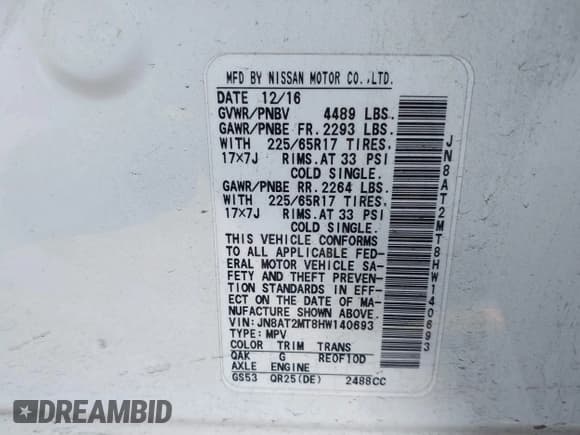 MFD BY NISSAN MOTOR CO.,LTD.
DATE 12/16
GVWR/PNBV 4489 LBS.
GAWR/PNBE FR. 2293 LBS.
WITH 225/65R17 TIRES,
17×7J RIMS.AT 33 PSI
COLD SINGLE.
GAWR/PNBE RR. 2264 LBS.
WITH 225/65R17 TIRES,
17×7J RIMS.AT 33 PSI
COLD SINGLE.
THIS VEHICLE CONFORMS
TO ALL APPLICABLE FED-
ERAL MOTOR VEHICLE SA-
FETY AND THEFT PREVEN-
TION STANDARDS IN EFF-
ECT ON THE DATE OF MA-
NUFACTURE SHOWN ABOVE.
VIN: JN8AT2MT8HW140693
TYPE: MPV
COLOR TRIM TRANS
QAK G RE0F10D
AXLE ENGINE
GS53 QR25(DE) 2488CC
JN8AT2MT8HW140693
DREAMBID